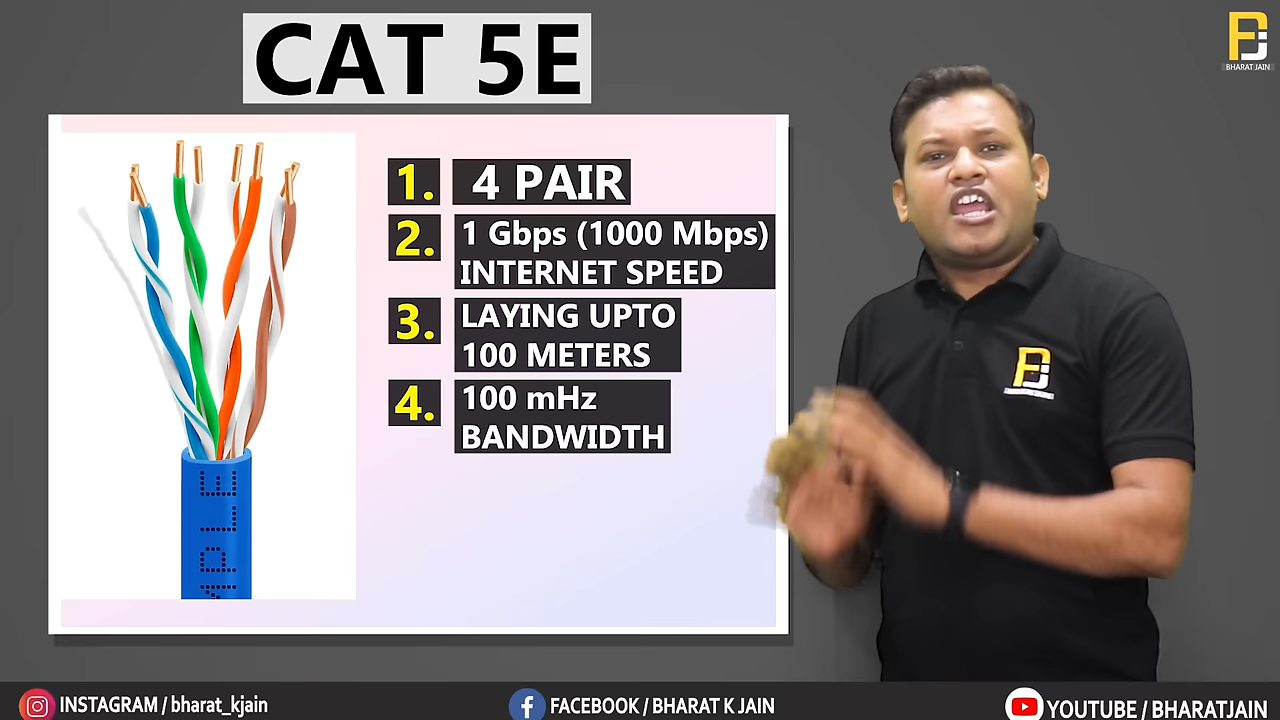 CAT 5E
BHARAT JAIN
1. 4 PAIR
2. 1 Gbps (1000 Mbps)
INTERNET SPEED
3. LAYING UPTO
100 METERS
4. 100 mHz
BANDWIDTH
INSTAGRAM / bharat_kjain
FACEBOOK / BHARAT K JAIN
YOUTUBE / BHARATJAIN